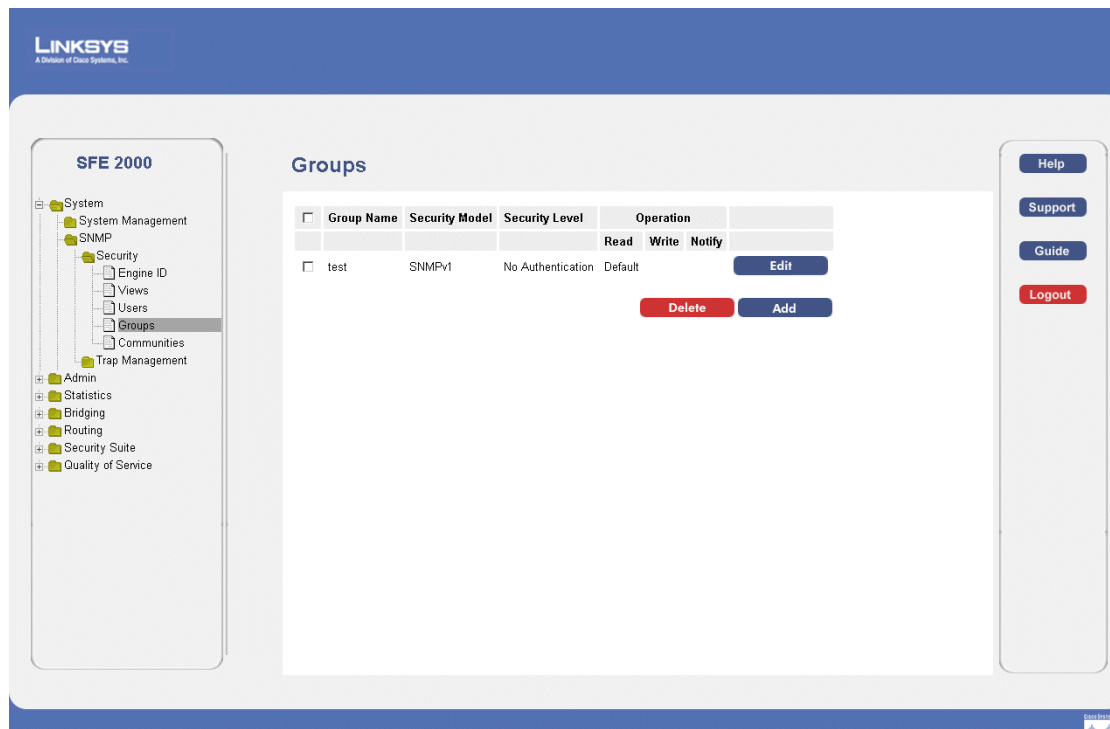 LINKSYS
A Division of Cisco Systems, Inc.
SFE 2000
System
System Management
SNMP
Security
Engine ID
Views
Users
Groups
Communities
Trap Management
Admin
Statistics
Bridging
Routing
Security Suite
Quality of Service
Groups
Group Name Security Model Security Level Operation
Read Write Notify
test SNMPv1 No Authentication Default Edit
Delete Add
Help
Support
Guide
Logout